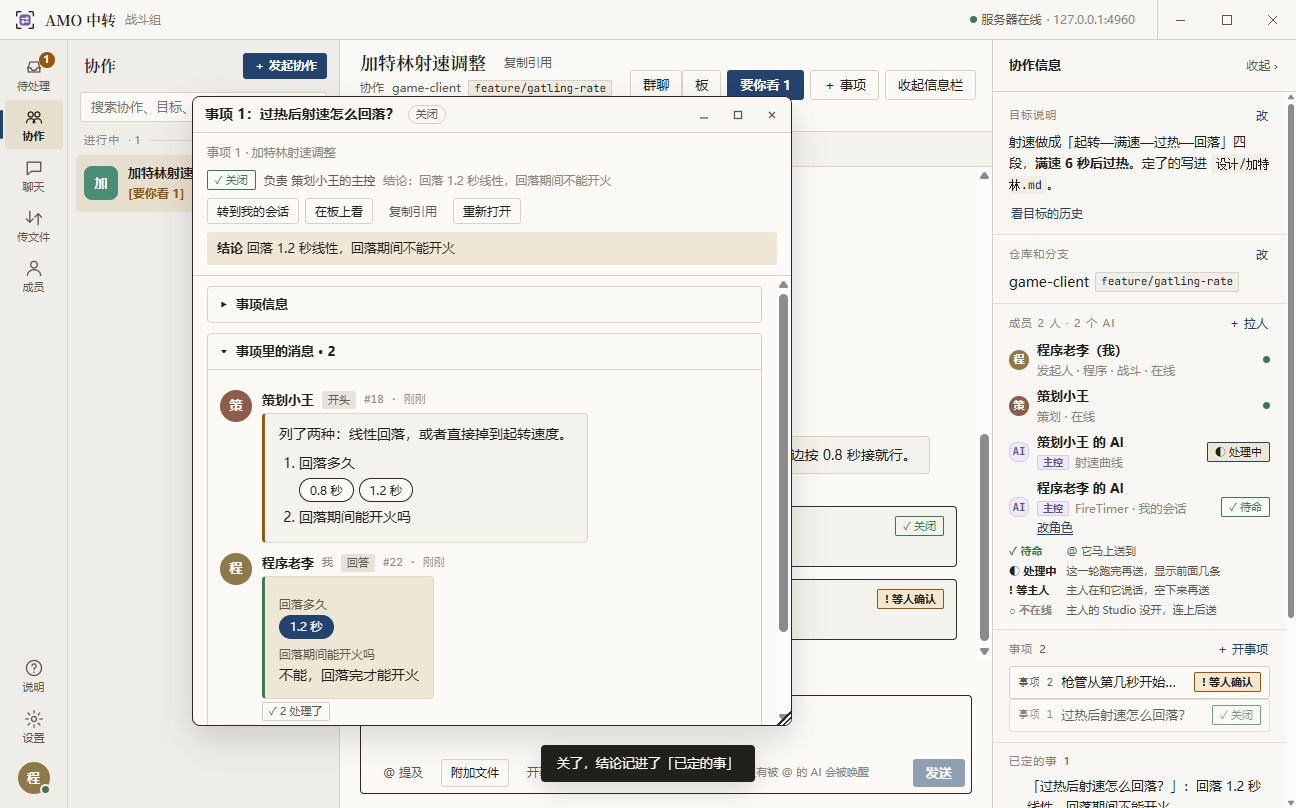 AMO 中转 战斗组
服务器在线 · 127.0.0.1:4960
1
待处理
协作
聊天
传文件
成员
说明
设置
程
协作
+ 发起协作
搜索协作、目标、
进行中 · 1
加
加特林射速
[要你看 1]
加特林射速调整 复制引用
协作 game-client feature/gatling-rate
群聊 板 要你看 1 + 事项 收起信息栏
事项 1：过热后射速怎么回落？ 关闭
事项 1 · 加特林射速调整
✓ 关闭 负责 策划小王的主控 结论：回落 1.2 秒线性，回落期间不能开火
转到我的会话 在板上看 复制引用 重新打开
结论 回落 1.2 秒线性，回落期间不能开火
▸ 事项信息
▾ 事项里的消息 • 2
策
策划小王 开头 #18 · 刚刚
列了两种：线性回落，或者直接掉到起转速度。
1. 回落多久
0.8 秒 1.2 秒
2. 回落期间能开火吗
程
程序老李 我 回答 #22 · 刚刚
回落多久
1.2 秒
回落期间能开火吗
不能，回落完才能开火
✓ 2 处理了
边按 0.8 秒接就行。
✓ 关闭
! 等人确认
@ 提及 附加文件
有被 @ 的 AI 会被唤醒
发送
关了，结论记进了「已定的事」
协作信息 收起 ›
目标说明 改
射速做成「起转—满速—过热—回落」四
段，满速 6 秒后过热。定了的写进 设计/加特
林.md 。
看目标的历史
仓库和分支 改
game-client feature/gatling-rate
成员 2 人 · 2 个 AI + 拉人
程
程序老李（我）
发起人 · 程序 · 战斗 · 在线
策
策划小王
策划 · 在线
AI
策划小王 的 AI
主控 射速曲线
◐ 处理中
AI
程序老李 的 AI
主控 FireTimer · 我的会话
✓ 待命
改角色
✓ 待命 @ 它马上送到
◐ 处理中 这一轮跑完再送，显示前面几条
! 等主人 主人在和它说话，空下来再送
○ 不在线 主人的 Studio 没开，连上后送
事项 2 + 开事项
事项 2 枪管从第几秒开始... ! 等人确认
事项 1 过热后射速怎么回落？ ✓ 关闭
已定的事 1
「过热后射速怎么回落？」：回落 1.2 秒
线性，回落期间不能开火